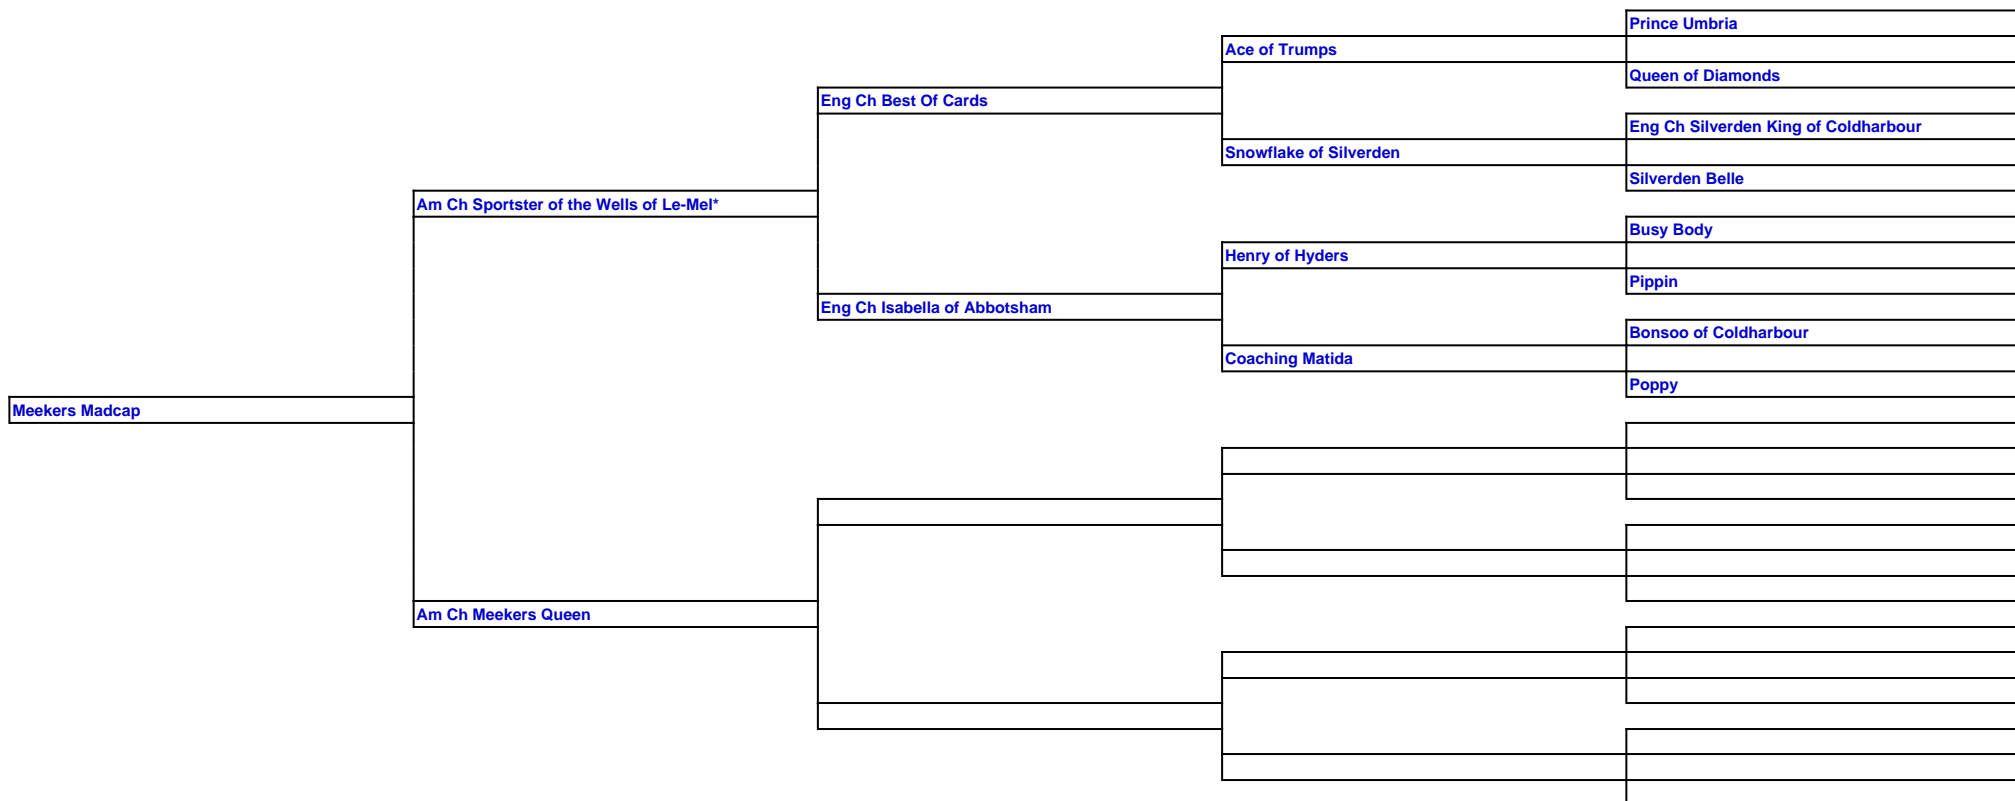 Prince Umbria
Ace of Trumps
Queen of Diamonds
Eng Ch Best Of Cards
Eng Ch Silverden King of Coldharbour
Snowflake of Silverden
Silverden Belle
Am Ch Sportster of the Wells of Le-Mel*
Busy Body
Henry of Hyders
Pippin
Eng Ch Isabella of Abbotsham
Bonsoo of Coldharbour
Coaching Matida
Poppy
Meekers Madcap
Am Ch Meekers Queen